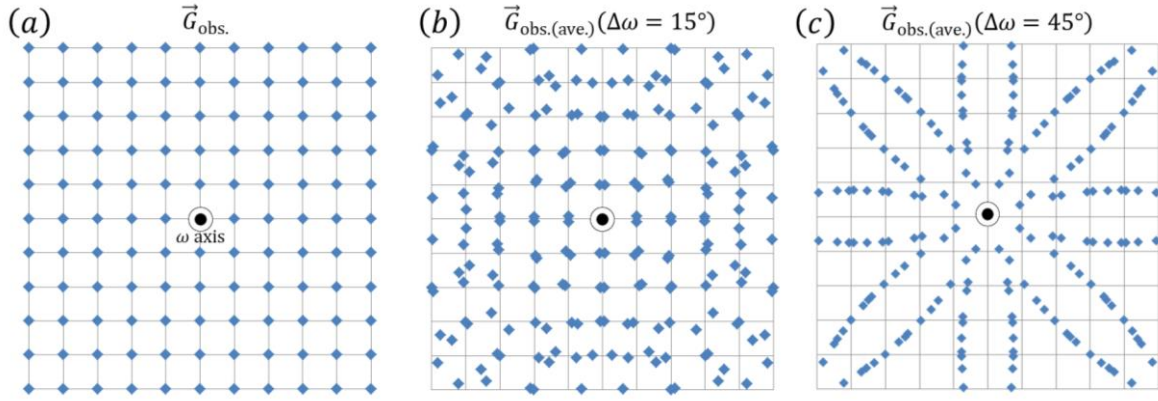 (a) G⃗obs.
(b) G⃗obs.(ave.)(Δω = 15°)
(c) G⃗obs.(ave.)(Δω = 45°)
ω axis